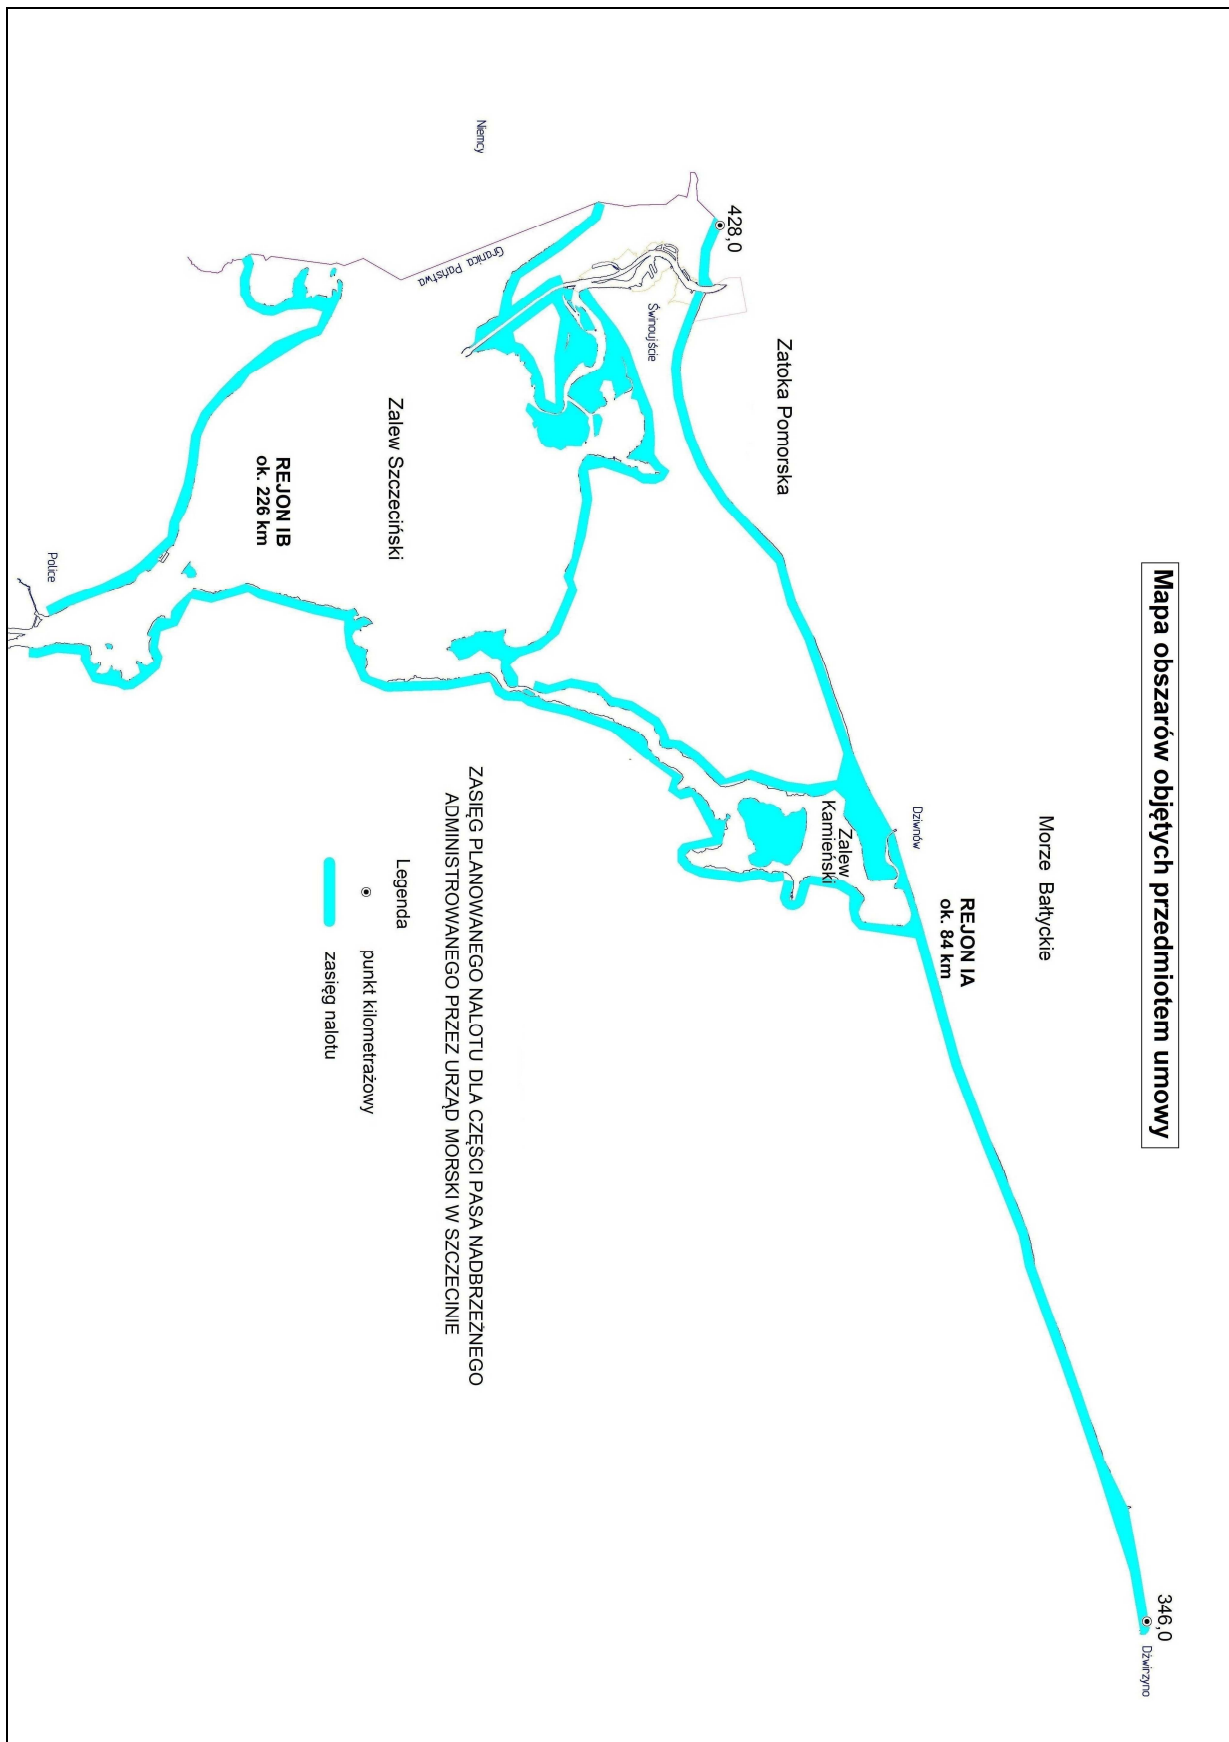 Mapa obszarów objętych przedmiotem umowy
346,0
Dźwirzyno
Morze Bałtyckie
REJON IA
ok. 84 km
Dziwnów
Zatoka Pomorska
428,0
Świnoujście
Zalew
Kamieński
Niemcy
Granica Państwa
Zalew Szczeciński
REJON IB
ok. 226 km
Police
ZASIĘG PLANOWANEGO NALOTU DLA CZĘŚCI PASA NADBRZEŻNEGO
ADMINISTROWANEGO PRZEZ URZĄD MORSKI W SZCZECINIE
Legenda
punkt kilometrażowy
zasięg nalotu